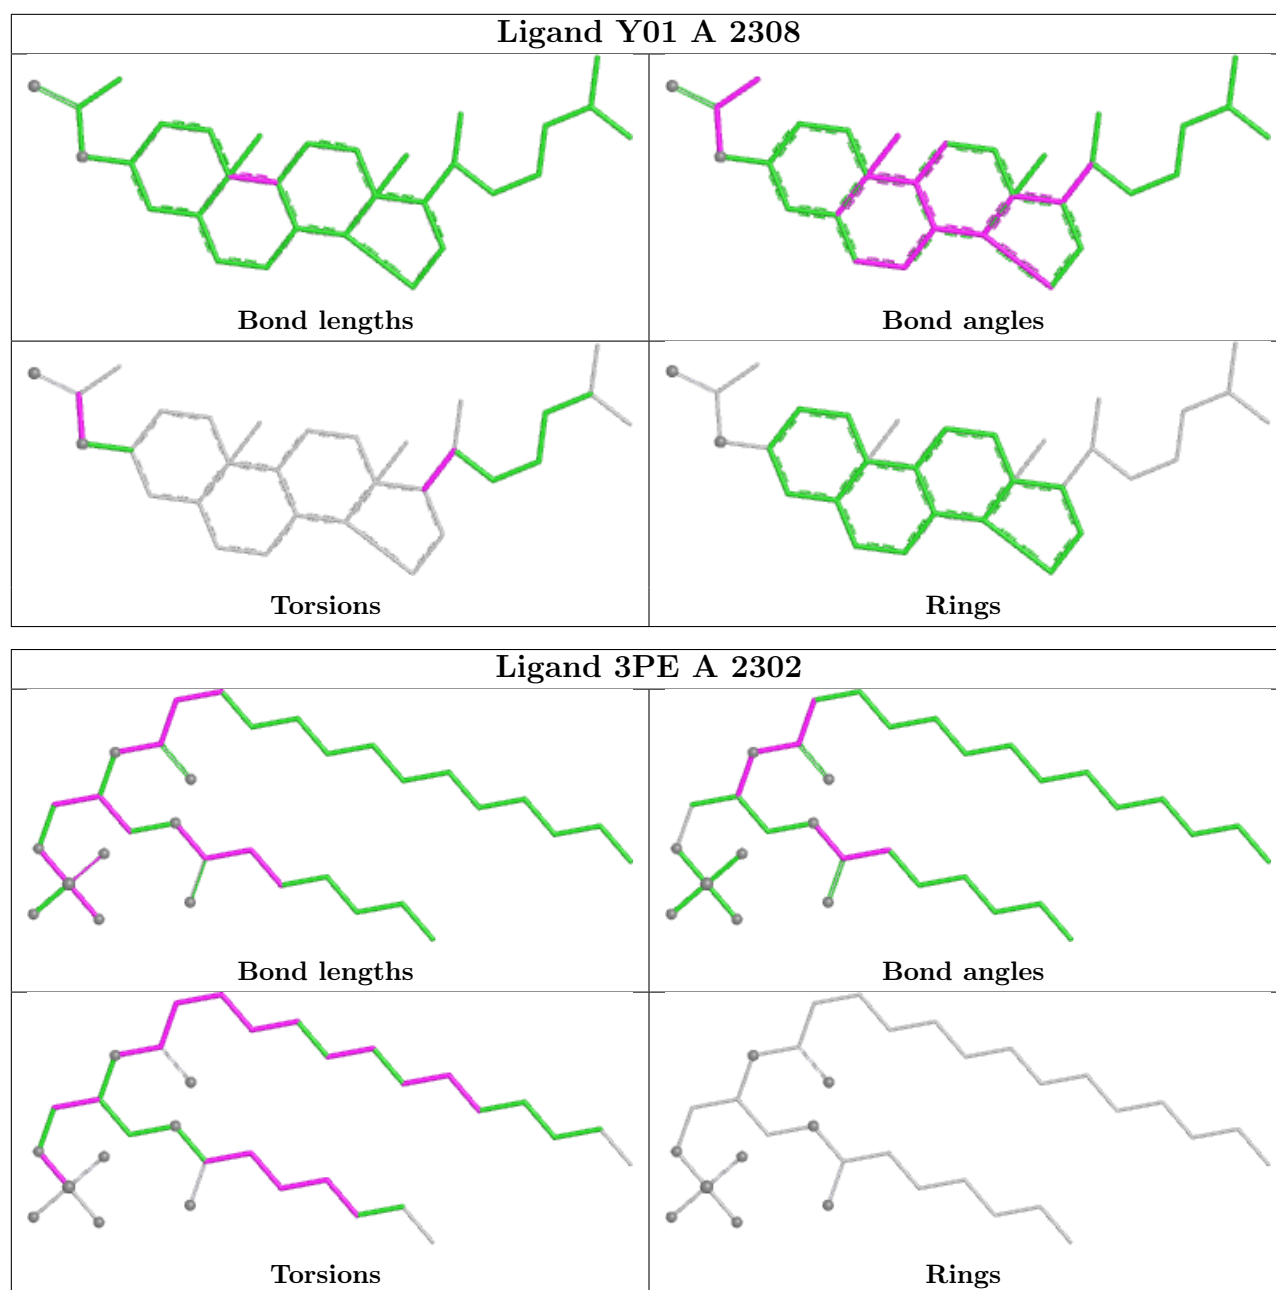 Ligand Y01 A 2308
Bond lengths
Bond angles
Torsions
Rings
Ligand 3PE A 2302
Bond lengths
Bond angles
Torsions
Rings